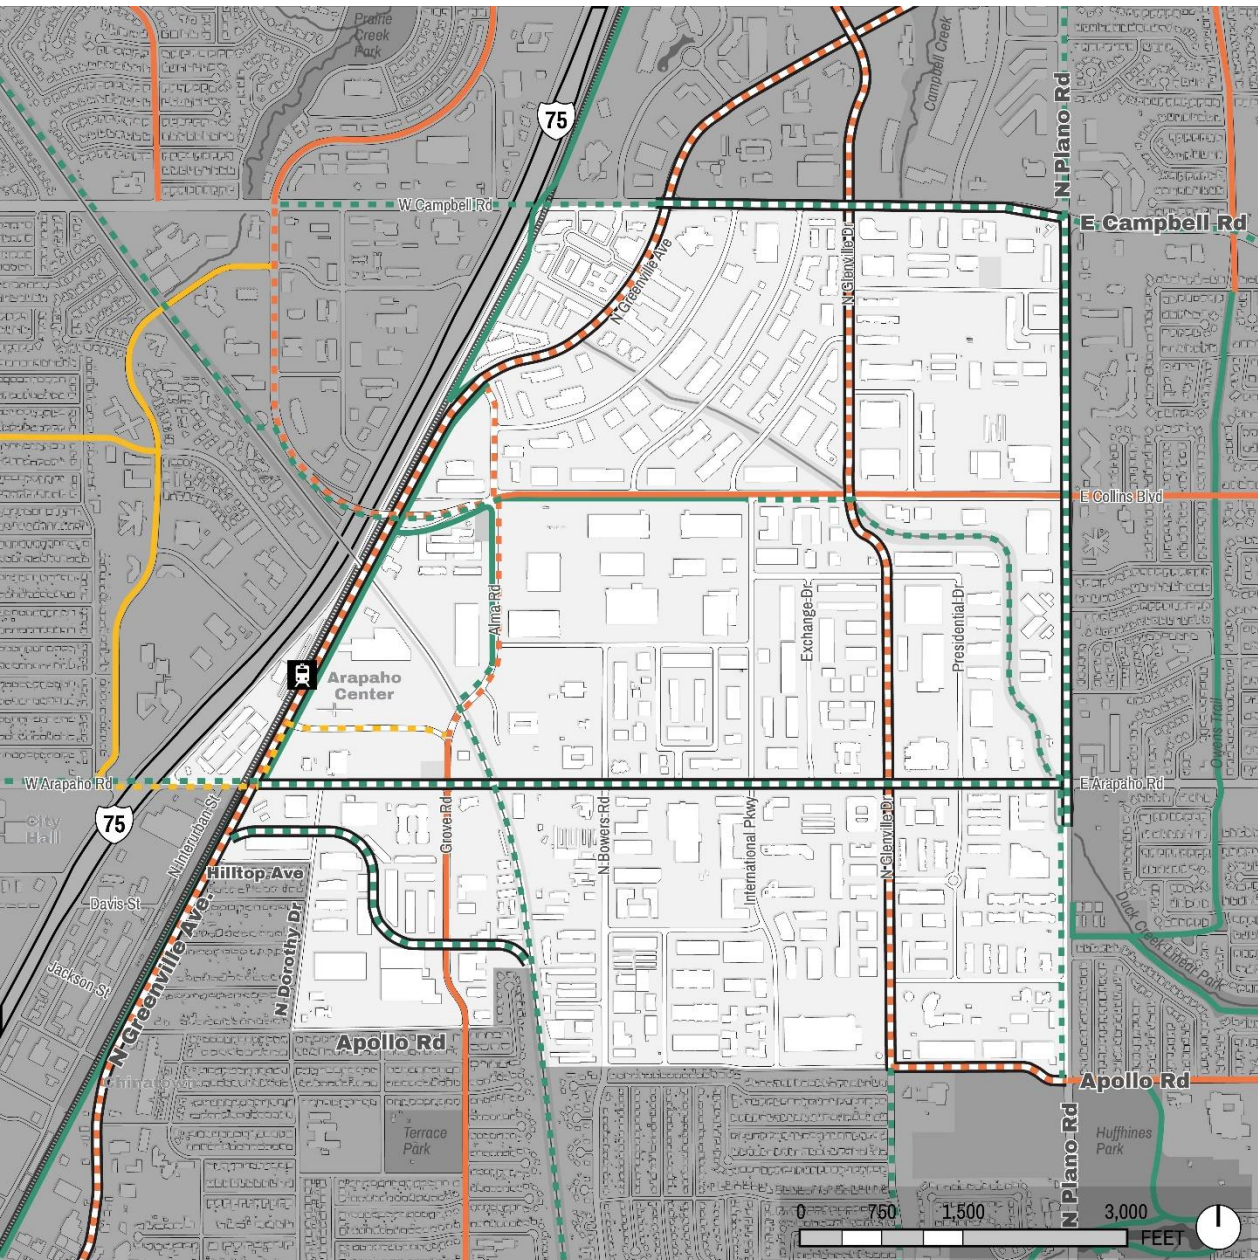 Prairie
Creek
Park
75
Campbell Creek
N Plano Rd
W Campbell Rd
E Campbell Rd
N Greenville Ave
N Glenville Dr
E Collins Blvd
Alma Rd
Exchange Dr
Presidential Dr
Arapaho
Center
Owens Trail
W Arapaho Rd
E Arapaho Rd
75
City
Hall
N Interurban St
Grove Rd
N Bowers Rd
International Pkwy
N Glenville Dr
Hilltop Ave
Davis St
N Dorothy Dr
Duck Creek Linear Park
Jackson St
N Greenville Ave.
Apollo Rd
Chinatown
Apollo Rd
Terrace
Park
N Plano Rd
Huffhines
Park
0 750 1,500 3,000
FEET